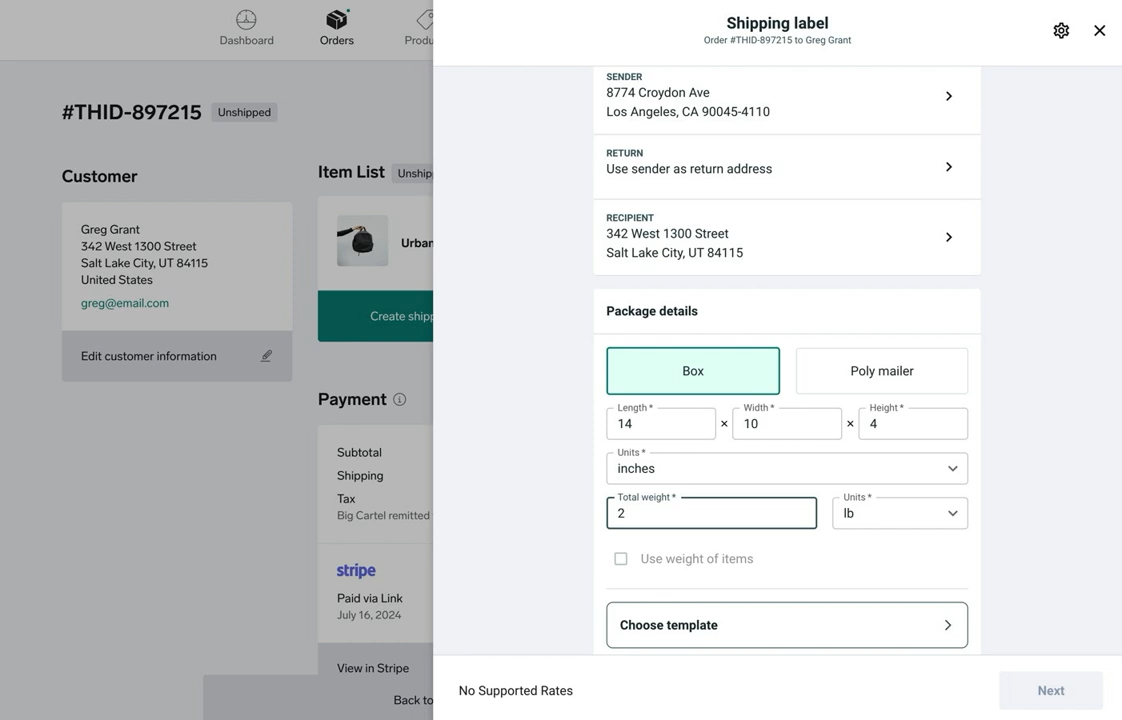 Dashboard
Orders
Shipping label
Order #THID-897215 to Greg Grant
#THID-897215
Unshipped
Customer
Greg Grant
342 West 1300 Street
Salt Lake City, UT 84115
United States
greg@email.com
Edit customer information
Item List
Create
Payment
Subtotal
Shipping
Tax
Big Cartel remitted
stripe
Paid via Link
July 16, 2024
View in Stripe
Back to
SENDER
8774 Croydon Ave
Los Angeles, CA 90045-4110
RETURN
Use sender as return address
RECIPIENT
342 West 1300 Street
Salt Lake City, UT 84115
Package details
Box
Poly mailer
Length *
14
×
Width *
10
×
Height *
4
Units *
inches
Total weight *
2
Units *
lb
Use weight of items
Choose template
No Supported Rates
Next